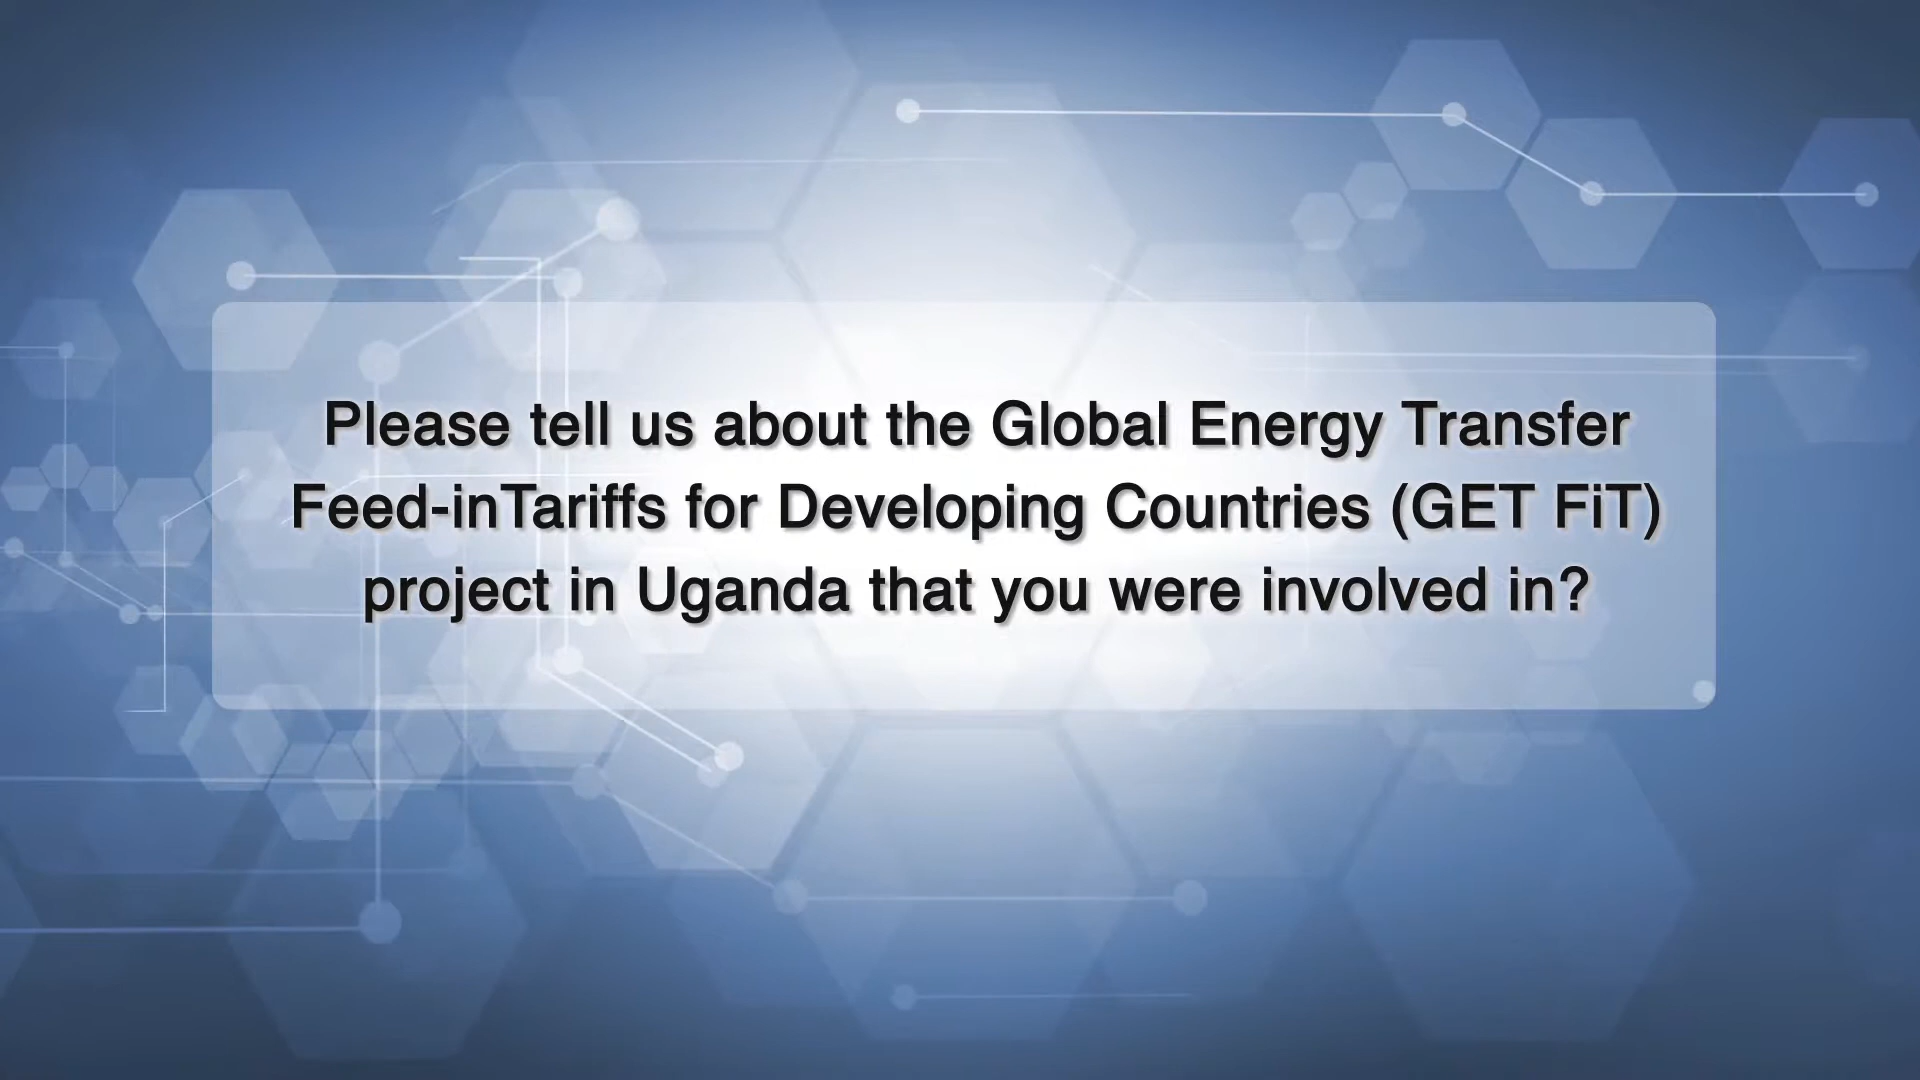 Please tell us about the Global Energy Transfer
Feed-inTariffs for Developing Countries (GET FiT)
project in Uganda that you were involved in?